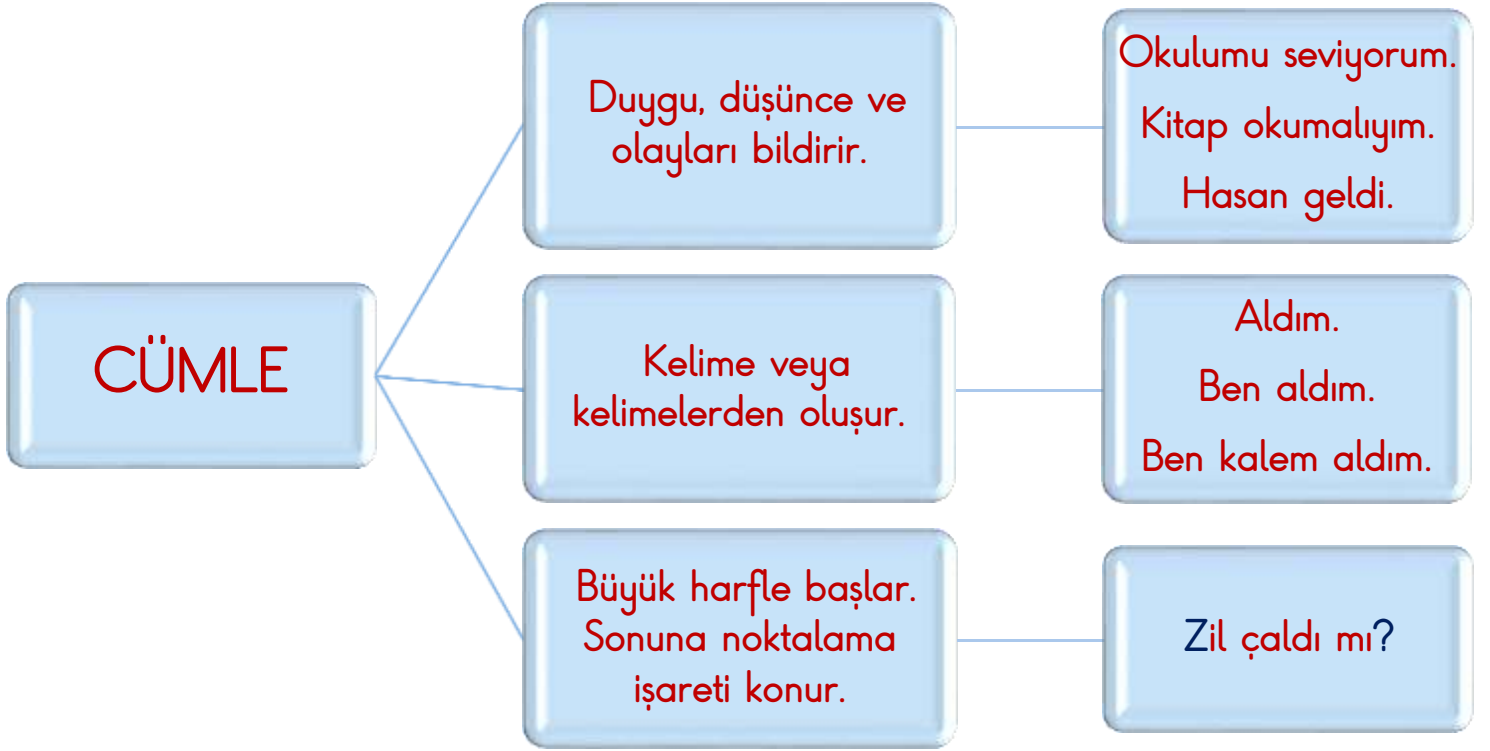 CÜMLE
Duygu, düşünce ve
olayları bildirir.
Okulumu seviyorum.
Kitap okumalıyım.
Hasan geldi.
Kelime veya
kelimelerden oluşur.
Aldım.
Ben aldım.
Ben kalem aldım.
Büyük harfle başlar.
Sonuna noktalama
işareti konur.
Zil çaldı mı?